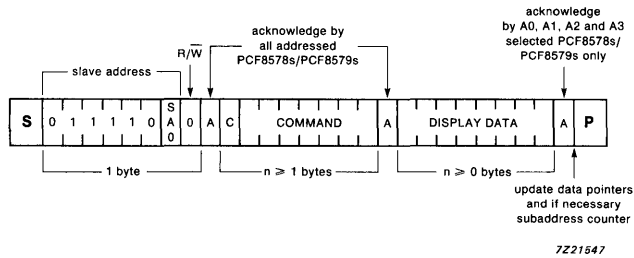 acknowledge
by A0, A1, A2 and A3
selected PCF8578s/
PCF8579s only
acknowledge by
all addressed
PCF8578s/PCF8579s
R/W̅
slave address
S 0 1 1 1 1 0 S A 0 0 A C COMMAND A DISPLAY DATA A P
1 byte n ⩾ 1 bytes n ⩾ 0 bytes
update data pointers
and if necessary
subaddress counter
7Z21547